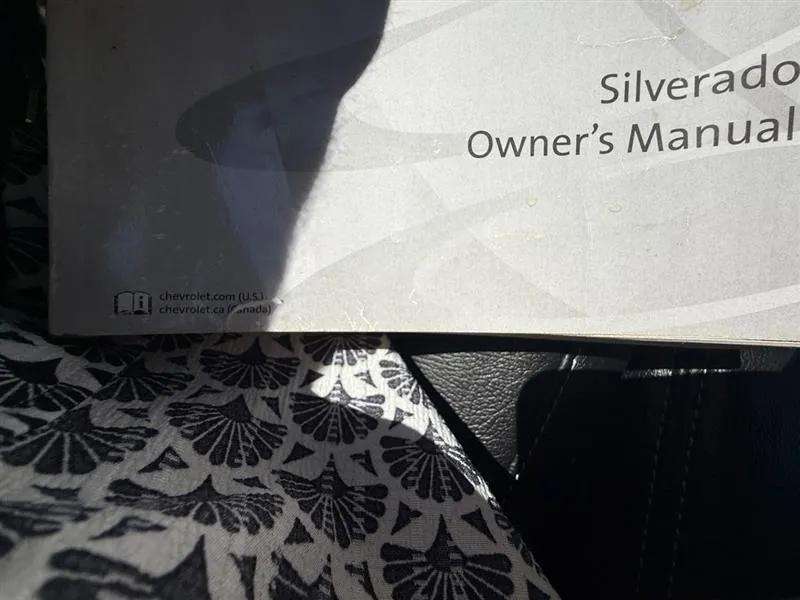 Silverado
Owner's Manual
chevrolet.com (U.S.)
chevrolet.ca (Canada)